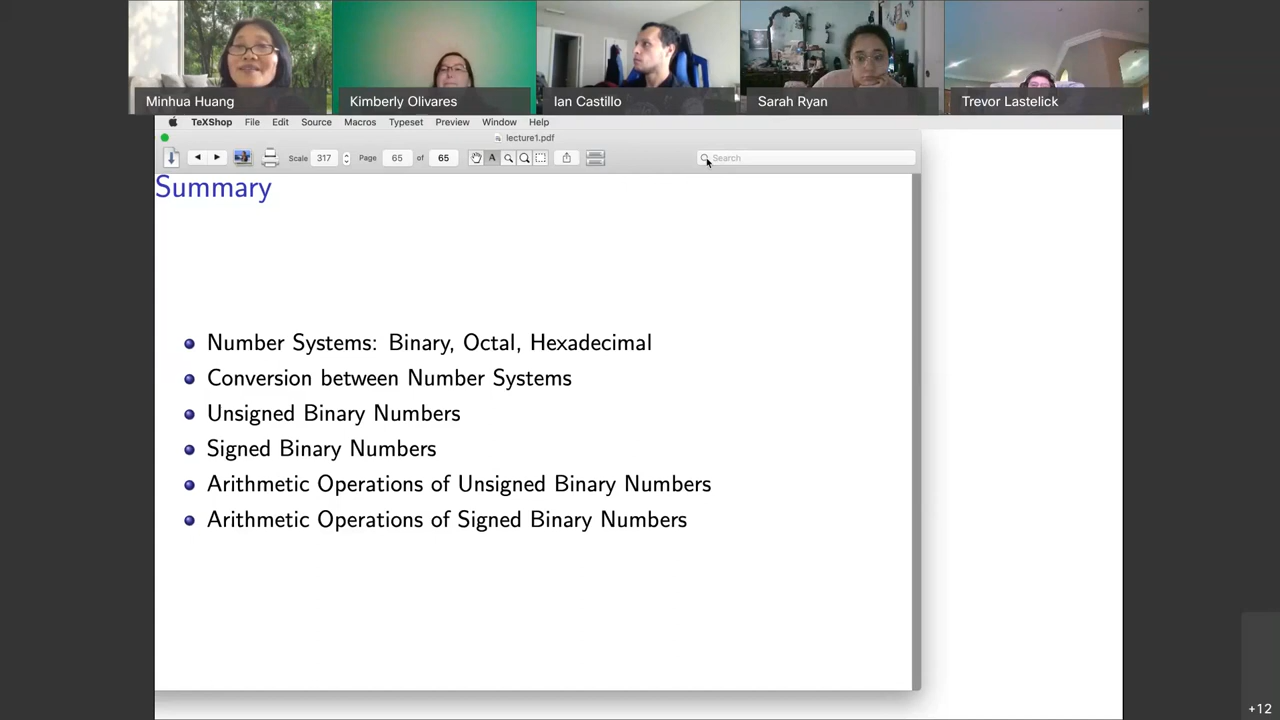 Minhua Huang
Kimberly Olivares
Ian Castillo
Sarah Ryan
Trevor Lastelick
TeXShop File Edit Source Macros Typeset Preview Window Help
lecture1.pdf
Scale 317 Page 65 of 65 A Search
Summary
Number Systems: Binary, Octal, Hexadecimal
Conversion between Number Systems
Unsigned Binary Numbers
Signed Binary Numbers
Arithmetic Operations of Unsigned Binary Numbers
Arithmetic Operations of Signed Binary Numbers
+12